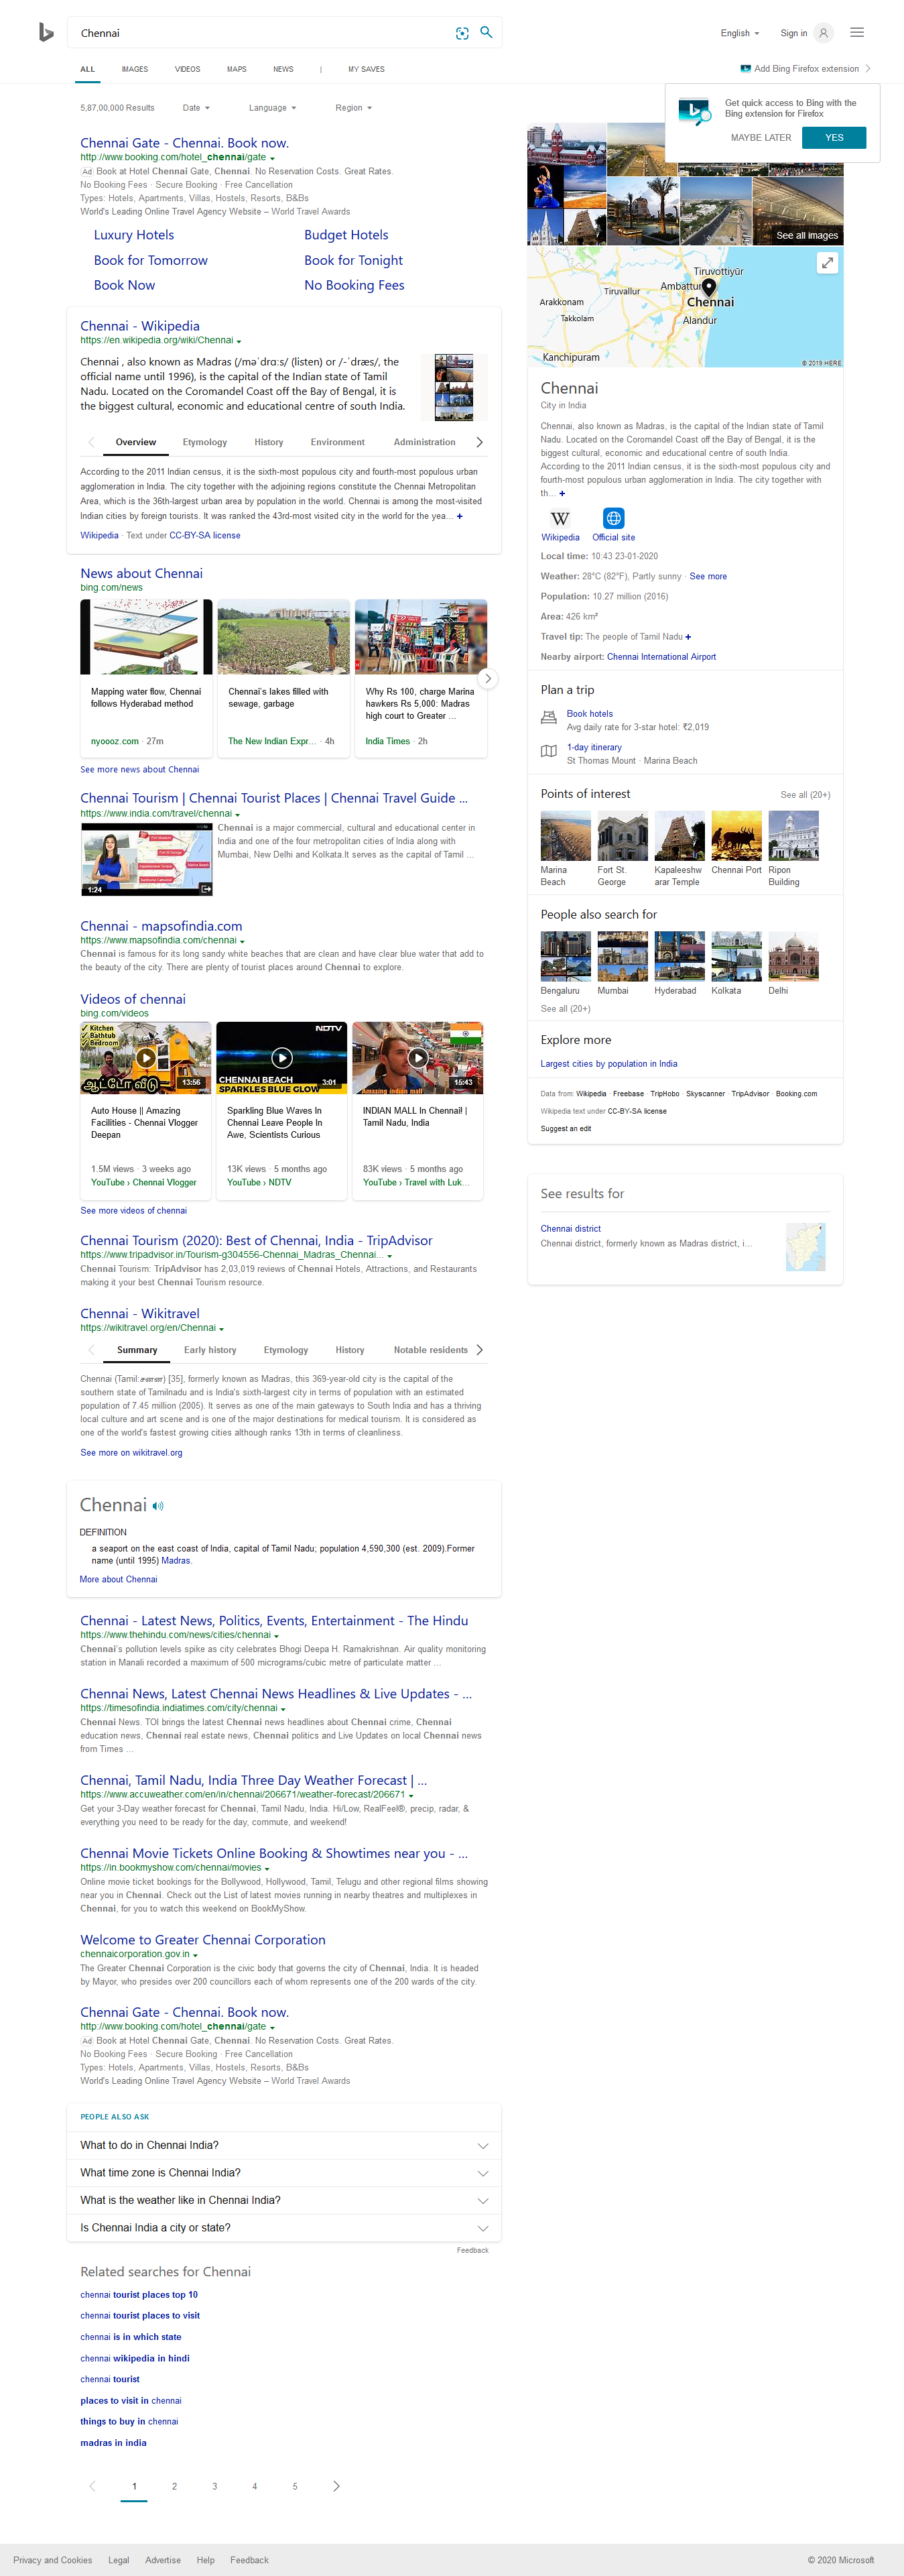 Chennai
English
Sign in
ALL
IMAGES
VIDEOS
MAPS
NEWS
|
MY SAVES
Add Bing Firefox extension
Get quick access to Bing with the
Bing extension for Firefox
MAYBE LATER
YES
5,87,00,000 Results
Date
Language
Region
Chennai Gate - Chennai. Book now.
http://www.booking.com/hotel_chennai/gate
Ad Book at Hotel Chennai Gate, Chennai. No Reservation Costs. Great Rates.
No Booking Fees · Secure Booking · Free Cancellation
Types: Hotels, Apartments, Villas, Hostels, Resorts, B&Bs
World's Leading Online Travel Agency Website – World Travel Awards
Luxury Hotels
Budget Hotels
Book for Tomorrow
Book for Tonight
Book Now
No Booking Fees
Chennai - Wikipedia
https://en.wikipedia.org/wiki/Chennai
Chennai , also known as Madras (/məˈdrɑːs/ (listen) or /-ˈdræs/, the
official name until 1996), is the capital of the Indian state of Tamil
Nadu. Located on the Coromandel Coast off the Bay of Bengal, it is
the biggest cultural, economic and educational centre of south India.
Overview
Etymology
History
Environment
Administration
According to the 2011 Indian census, it is the sixth-most populous city and fourth-most populous urban
agglomeration in India. The city together with the adjoining regions constitute the Chennai Metropolitan
Area, which is the 36th-largest urban area by population in the world. Chennai is among the most-visited
Indian cities by foreign tourists. It was ranked the 43rd-most visited city in the world for the yea... +
Wikipedia · Text under CC-BY-SA license
News about Chennai
bing.com/news
Mapping water flow, Chennai
follows Hyderabad method
nyoooz.com · 27m
Chennai's lakes filled with
sewage, garbage
The New Indian Expr... · 4h
Why Rs 100, charge Marina
hawkers Rs 5,000: Madras
high court to Greater ...
India Times · 2h
See more news about Chennai
Chennai Tourism | Chennai Tourist Places | Chennai Travel Guide ...
https://www.india.com/travel/chennai
1:24
Chennai is a major commercial, cultural and educational center in
India and one of the four metropolitan cities of India along with
Mumbai, New Delhi and Kolkata.It serves as the capital of Tamil ...
Chennai - mapsofindia.com
https://www.mapsofindia.com/chennai
Chennai is famous for its long sandy white beaches that are clean and have clear blue water that add to
the beauty of the city. There are plenty of tourist places around Chennai to explore.
Videos of chennai
bing.com/videos
Kitchen
Bathtub
Bedroom
ஆட்டோ வீடு
13:56
Auto House || Amazing
Facilities - Chennai Vlogger
Deepan
1.5M views · 3 weeks ago
YouTube › Chennai Vlogger
NDTV
CHENNAI BEACH
SPARKLES BLUE GLOW
3:01
Sparkling Blue Waves In
Chennai Leave People In
Awe, Scientists Curious
13K views · 5 months ago
YouTube › NDTV
Amazing indian mall
15:43
INDIAN MALL In Chennai! |
Tamil Nadu, India
83K views · 5 months ago
YouTube › Travel with Luk...
See more videos of chennai
Chennai Tourism (2020): Best of Chennai, India - TripAdvisor
https://www.tripadvisor.in/Tourism-g304556-Chennai_Madras_Chennai...
Chennai Tourism: TripAdvisor has 2,03,019 reviews of Chennai Hotels, Attractions, and Restaurants
making it your best Chennai Tourism resource.
Chennai - Wikitravel
https://wikitravel.org/en/Chennai
Summary
Early history
Etymology
History
Notable residents
Chennai (Tamil: [35], formerly known as Madras, this 369-year-old city is the capital of the
southern state of Tamilnadu and is India's sixth-largest city in terms of population with an estimated
population of 7.45 million (2005). It serves as one of the main gateways to South India and has a thriving
local culture and art scene and is one of the major destinations for medical tourism. It is considered as
one of the world's fastest growing cities although ranks 13th in terms of cleanliness.
See more on wikitravel.org
Chennai
DEFINITION
a seaport on the east coast of India, capital of Tamil Nadu; population 4,590,300 (est. 2009).Former
name (until 1995) Madras.
More about Chennai
Chennai - Latest News, Politics, Events, Entertainment - The Hindu
https://www.thehindu.com/news/cities/chennai
Chennai's pollution levels spike as city celebrates Bhogi Deepa H. Ramakrishnan. Air quality monitoring
station in Manali recorded a maximum of 500 micrograms/cubic metre of particulate matter ...
Chennai News, Latest Chennai News Headlines & Live Updates - ...
https://timesofindia.indiatimes.com/city/chennai
Chennai News. TOI brings the latest Chennai news headlines about Chennai crime, Chennai
education news, Chennai real estate news, Chennai politics and Live Updates on local Chennai news
from Times ...
Chennai, Tamil Nadu, India Three Day Weather Forecast | ...
https://www.accuweather.com/en/in/chennai/206671/weather-forecast/206671
Get your 3-Day weather forecast for Chennai, Tamil Nadu, India. Hi/Low, RealFeel®, precip, radar, &
everything you need to be ready for the day, commute, and weekend!
Chennai Movie Tickets Online Booking & Showtimes near you - ...
https://in.bookmyshow.com/chennai/movies
Online movie ticket bookings for the Bollywood, Hollywood, Tamil, Telugu and other regional films showing
near you in Chennai. Check out the List of latest movies running in nearby theatres and multiplexes in
Chennai, for you to watch this weekend on BookMyShow.
Welcome to Greater Chennai Corporation
chennaicorporation.gov.in
The Greater Chennai Corporation is the civic body that governs the city of Chennai, India. It is headed
by Mayor, who presides over 200 councillors each of whom represents one of the 200 wards of the city.
Chennai Gate - Chennai. Book now.
http://www.booking.com/hotel_chennai/gate
Ad Book at Hotel Chennai Gate, Chennai. No Reservation Costs. Great Rates.
No Booking Fees · Secure Booking · Free Cancellation
Types: Hotels, Apartments, Villas, Hostels, Resorts, B&Bs
World's Leading Online Travel Agency Website – World Travel Awards
PEOPLE ALSO ASK
What to do in Chennai India?
What time zone is Chennai India?
What is the weather like in Chennai India?
Is Chennai India a city or state?
Feedback
Related searches for Chennai
chennai tourist places top 10
chennai tourist places to visit
chennai is in which state
chennai wikipedia in hindi
chennai tourist
places to visit in chennai
things to buy in chennai
madras in india
1
2
3
4
5
See all images
Tiruvottiyūr
Ambattur
Tiruvallur
Arakkonam
Chennai
Takkolam
Alandur
Kanchipuram
© 2019 HERE
Chennai
City in India
Chennai, also known as Madras, is the capital of the Indian state of Tamil
Nadu. Located on the Coromandel Coast off the Bay of Bengal, it is the
biggest cultural, economic and educational centre of south India.
According to the 2011 Indian census, it is the sixth-most populous city and
fourth-most populous urban agglomeration in India. The city together with
th... +
W
Wikipedia
Official site
Local time: 10:43 23-01-2020
Weather: 28°C (82°F), Partly sunny · See more
Population: 10.27 million (2016)
Area: 426 km²
Travel tip: The people of Tamil Nadu +
Nearby airport: Chennai International Airport
Plan a trip
Book hotels
Avg daily rate for 3-star hotel: ₹2,019
1-day itinerary
St Thomas Mount · Marina Beach
Points of interest
See all (20+)
Marina
Beach
Fort St.
George
Kapaleeshw
arar Temple
Chennai Port
Ripon
Building
People also search for
Bengaluru
Mumbai
Hyderabad
Kolkata
Delhi
See all (20+)
Explore more
Largest cities by population in India
Data from: Wikipedia · Freebase · TripHobo · Skyscanner · TripAdvisor · Booking.com
Wikipedia text under CC-BY-SA license
Suggest an edit
See results for
Chennai district
Chennai district, formerly known as Madras district, i...
Privacy and Cookies
Legal
Advertise
Help
Feedback
© 2020 Microsoft